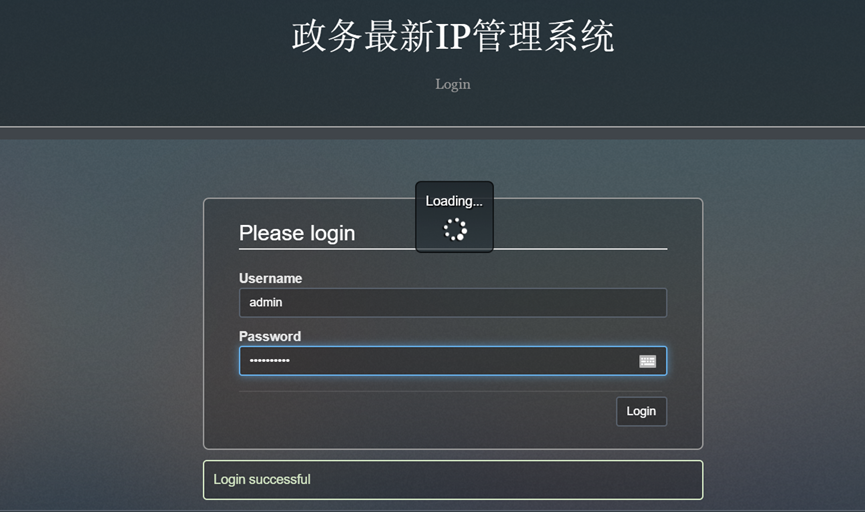 政务最新IP管理系统
Login
Loading...
Please login
Username
admin
Password
••••••••••
Login
Login successful